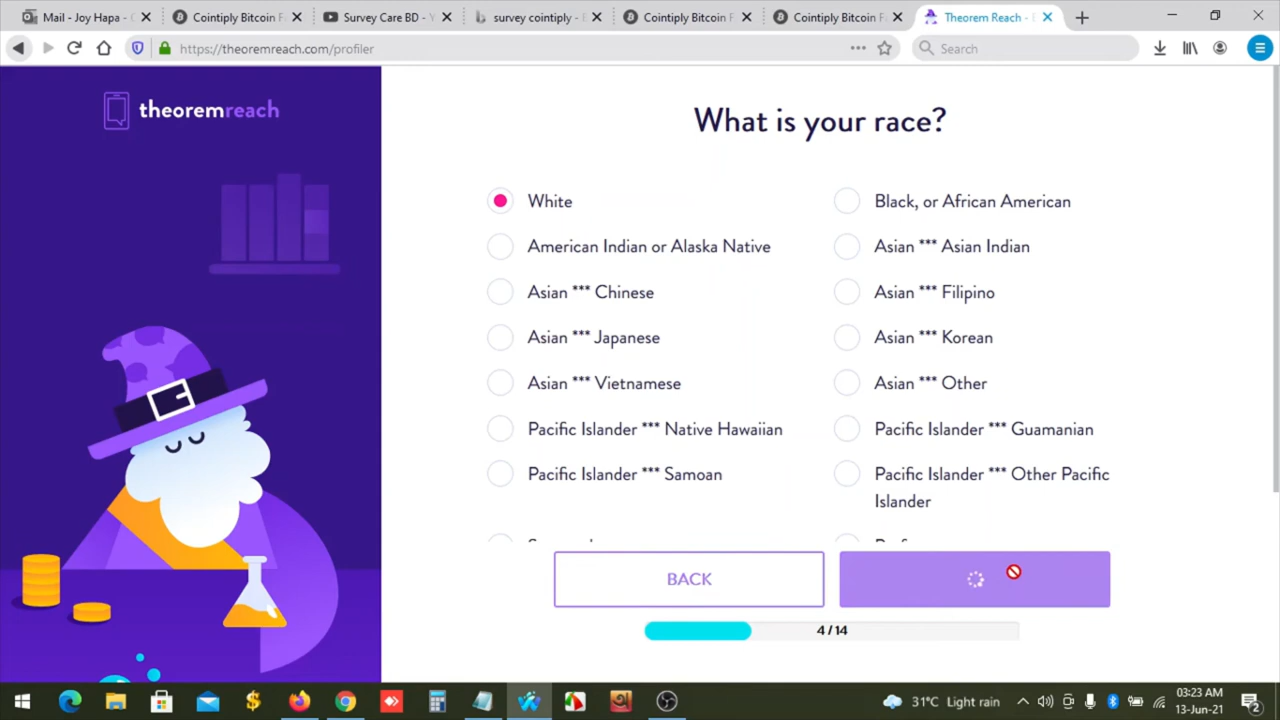 Mail - Joy Hapa - O
Cointiply Bitcoin F
Survey Care BD - Y
survey cointiply - B
Cointiply Bitcoin F
Cointiply Bitcoin F
Theorem Reach -
https://theoremreach.com/profiler
Search
theoremreach
What is your race?
White
Black, or African American
American Indian or Alaska Native
Asian *** Asian Indian
Asian *** Chinese
Asian *** Filipino
Asian *** Japanese
Asian *** Korean
Asian *** Vietnamese
Asian *** Other
Pacific Islander *** Native Hawaiian
Pacific Islander *** Guamanian
Pacific Islander *** Samoan
Pacific Islander *** Other Pacific
Islander
BACK
4 / 14
31°C Light rain
03:23 AM
13-Jun-21
2